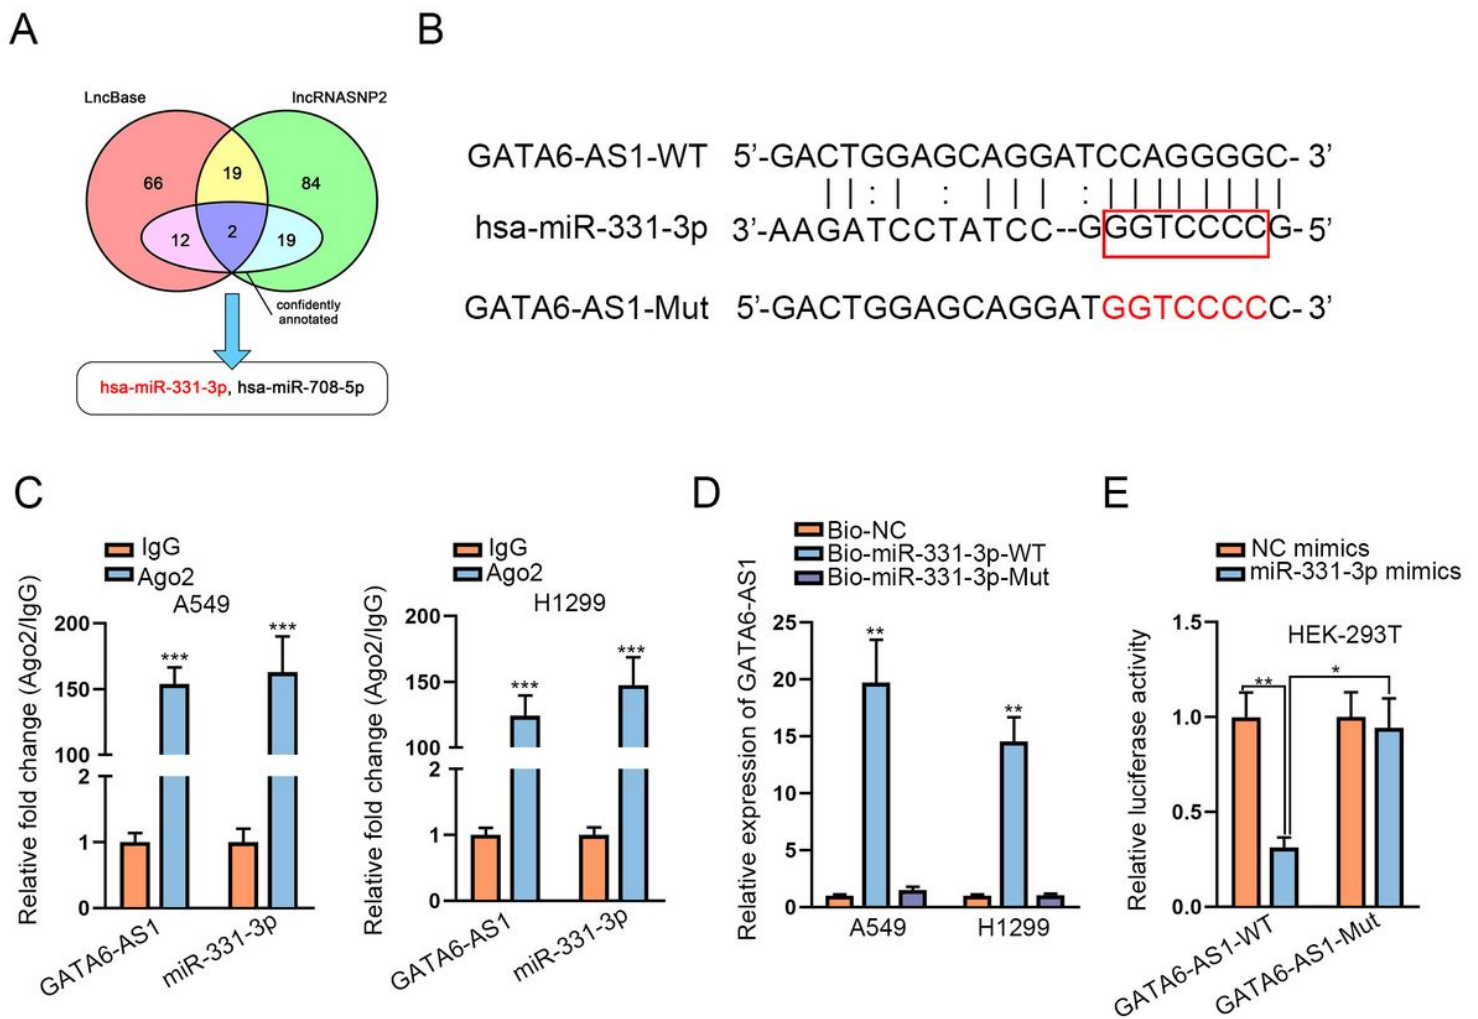 A
LncBase
lncRNASNP2
66
19
84
12
2
19
confidently
annotated
hsa-miR-331-3p, hsa-miR-708-5p
B
GATA6-AS1-WT 5’-GACTGGAGCAGGATCCAGGGGC- 3’
hsa-miR-331-3p 3’-AAGATCCTATCC--GGGTCCCCG- 5’
GATA6-AS1-Mut 5’-GACTGGAGCAGGATGGTCCCCC- 3’
C
IgG
Ago2
A549
Relative fold change (Ago2/IgG)
200
150
100
2
1
0
***
***
GATA6-AS1
miR-331-3p
IgG
Ago2
H1299
Relative fold change (Ago2/IgG)
200
150
100
2
1
0
***
***
GATA6-AS1
miR-331-3p
D
Bio-NC
Bio-miR-331-3p-WT
Bio-miR-331-3p-Mut
Relative expression of GATA6-AS1
25
20
15
10
5
0
**
**
A549
H1299
E
NC mimics
miR-331-3p mimics
HEK-293T
Relative luciferase activity
1.5
1.0
0.5
0.0
**
*
GATA6-AS1-WT
GATA6-AS1-Mut